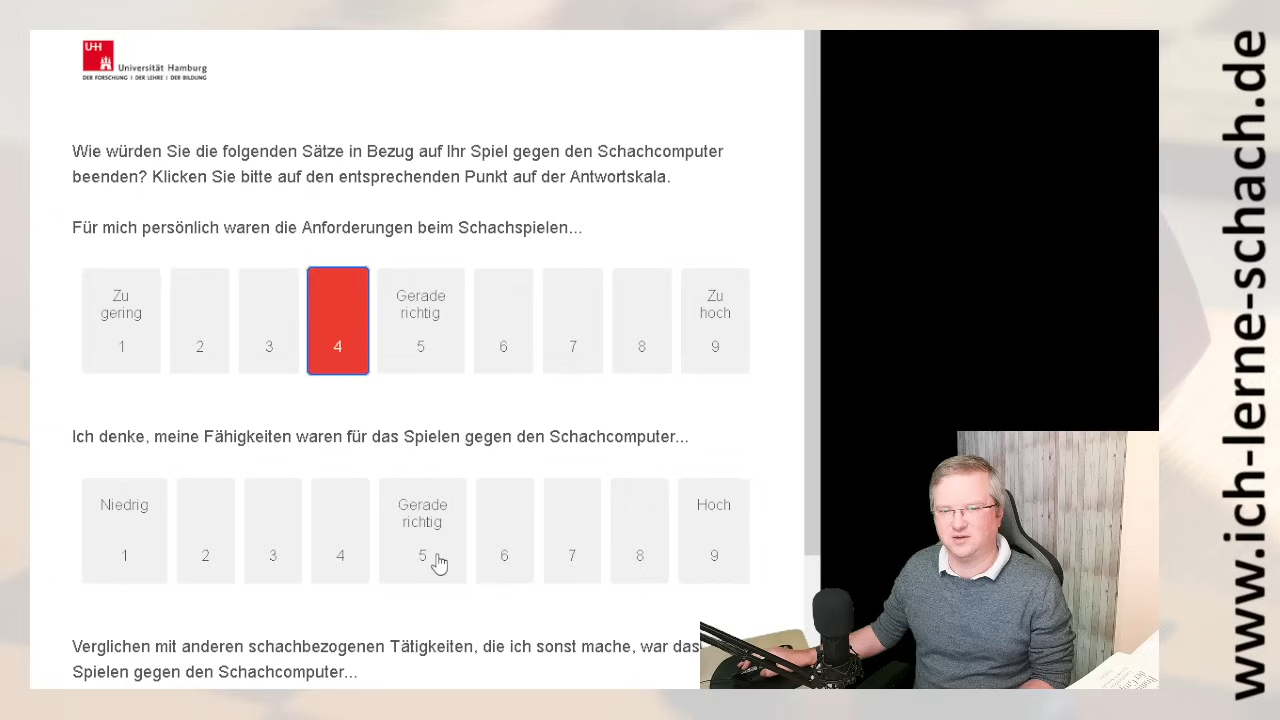 UHH
Universität Hamburg
DER FORSCHUNG | DER LEHRE | DER BILDUNG
Wie würden Sie die folgenden Sätze in Bezug auf Ihr Spiel gegen den Schachcomputer
beenden? Klicken Sie bitte auf den entsprechenden Punkt auf der Antwortskala.
Für mich persönlich waren die Anforderungen beim Schachspielen...
Zu gering
Gerade richtig
Zu hoch
1 2 3 4 5 6 7 8 9
Ich denke, meine Fähigkeiten waren für das Spielen gegen den Schachcomputer...
Niedrig
Gerade richtig
Hoch
1 2 3 4 5 6 7 8 9
Verglichen mit anderen schachbezogenen Tätigkeiten, die ich sonst mache, war das
Spielen gegen den Schachcomputer...
www.ich-lerne-schach.de